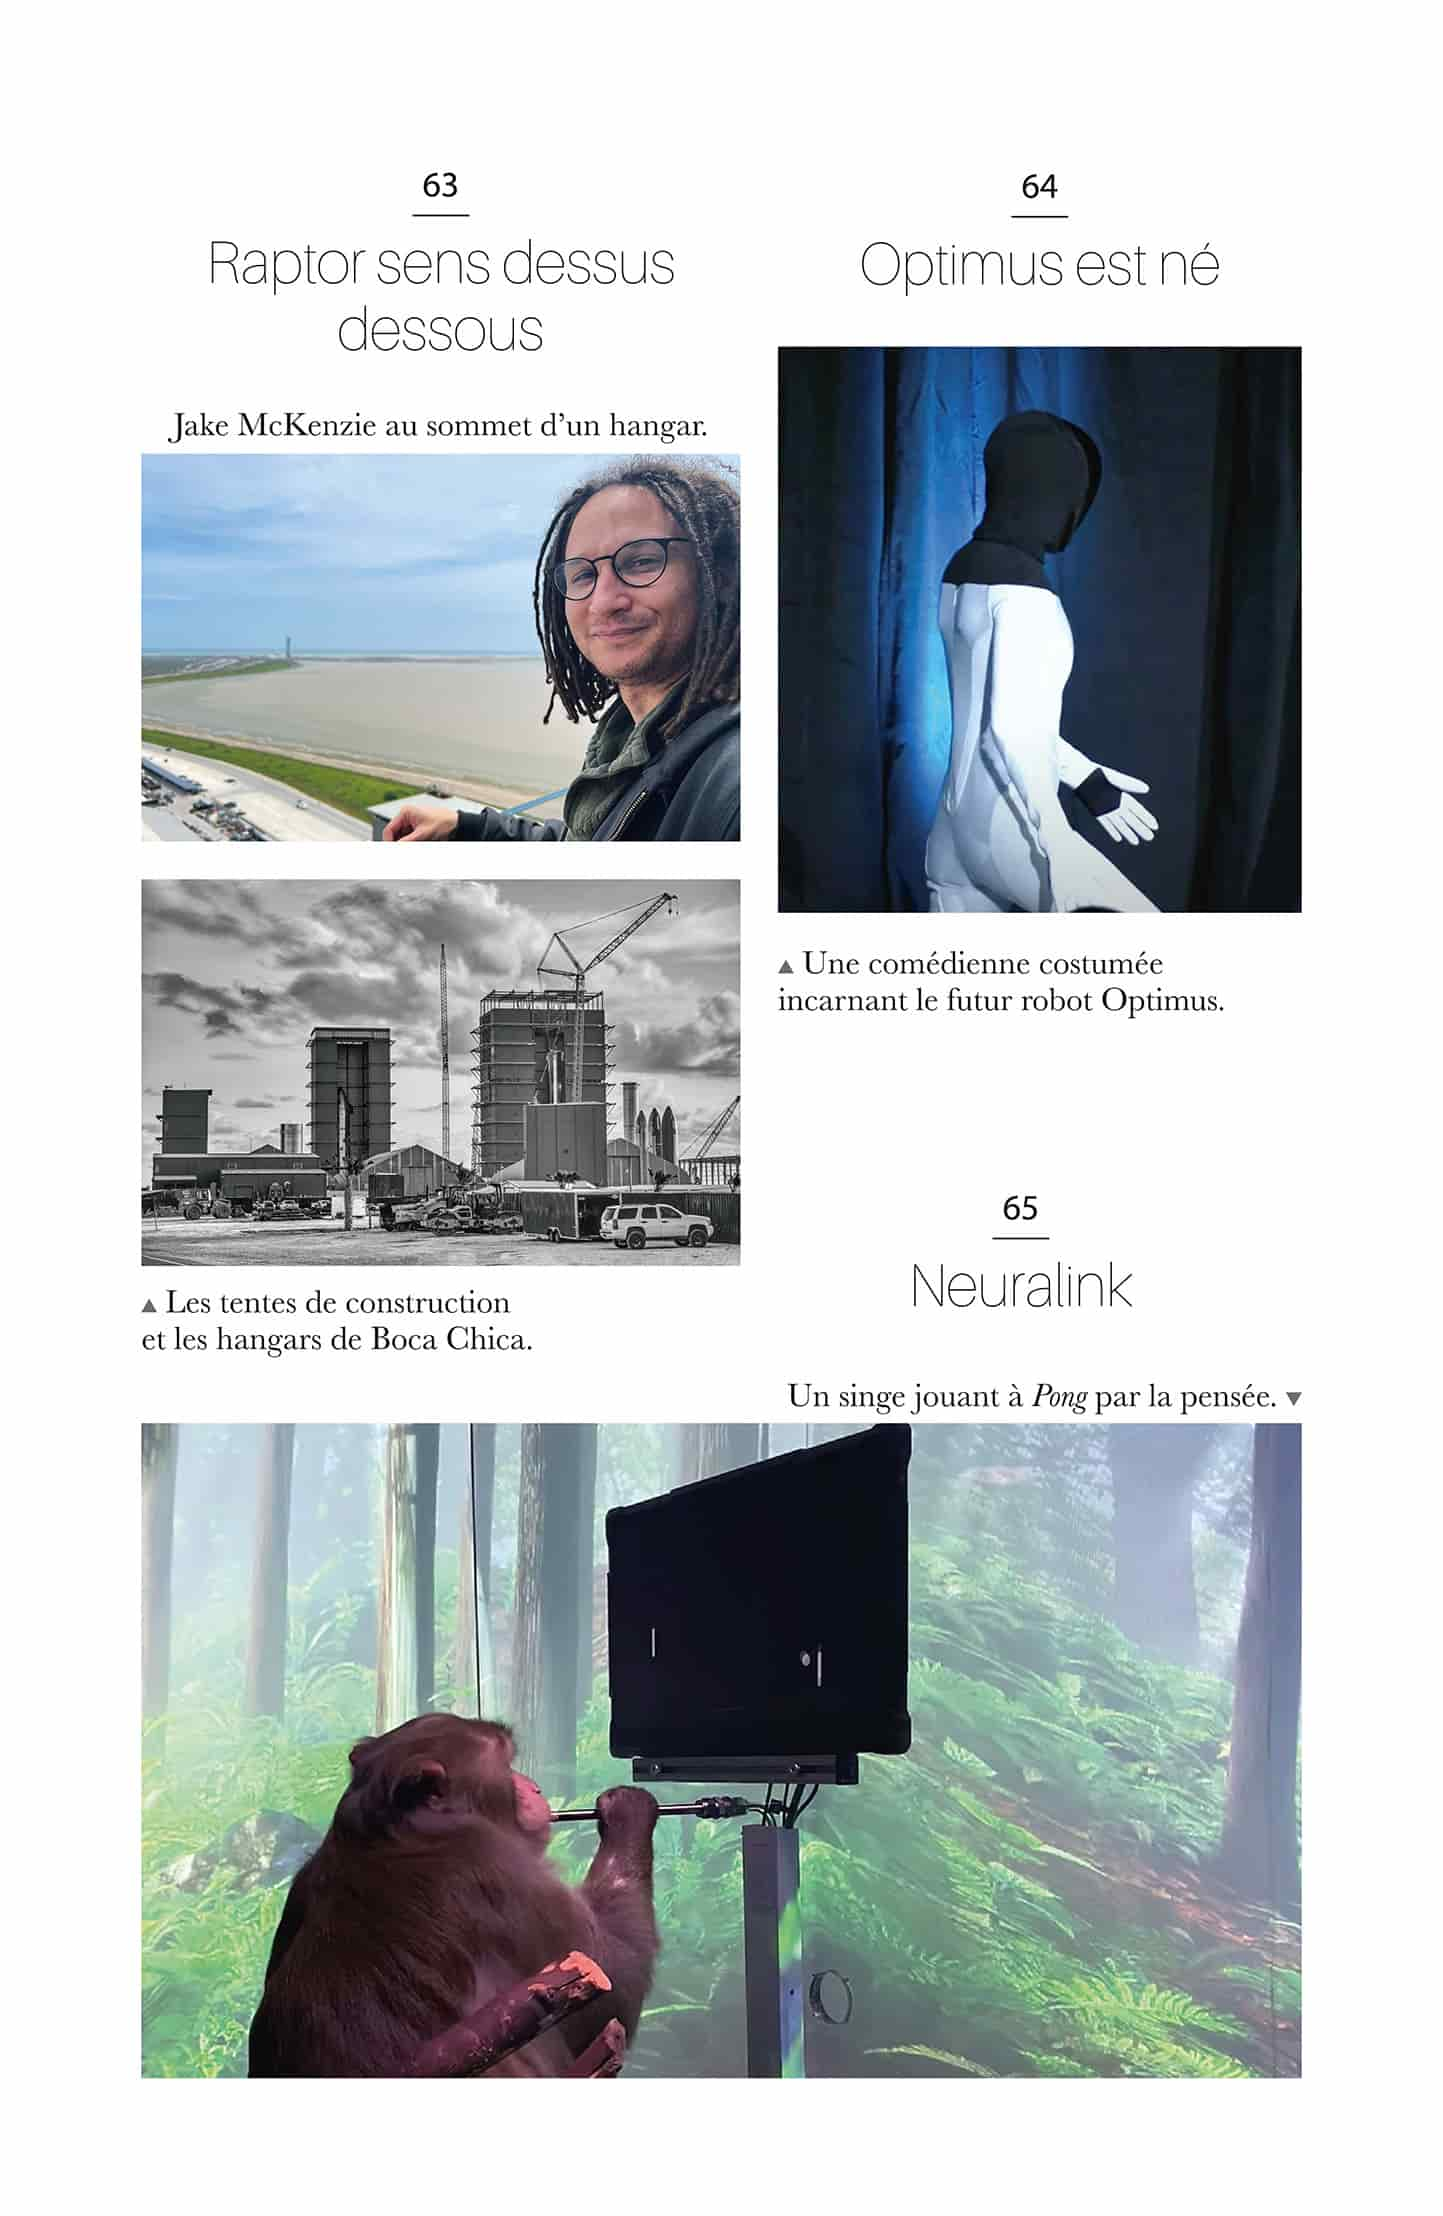 63
Raptor sens dessus
dessous
Jake McKenzie au sommet d’un hangar.
▲ Les tentes de construction
et les hangars de Boca Chica.
64
Optimus est né
▲ Une comédienne costumée
incarnant le futur robot Optimus.
65
Neuralink
Un singe jouant à Pong par la pensée. ▼